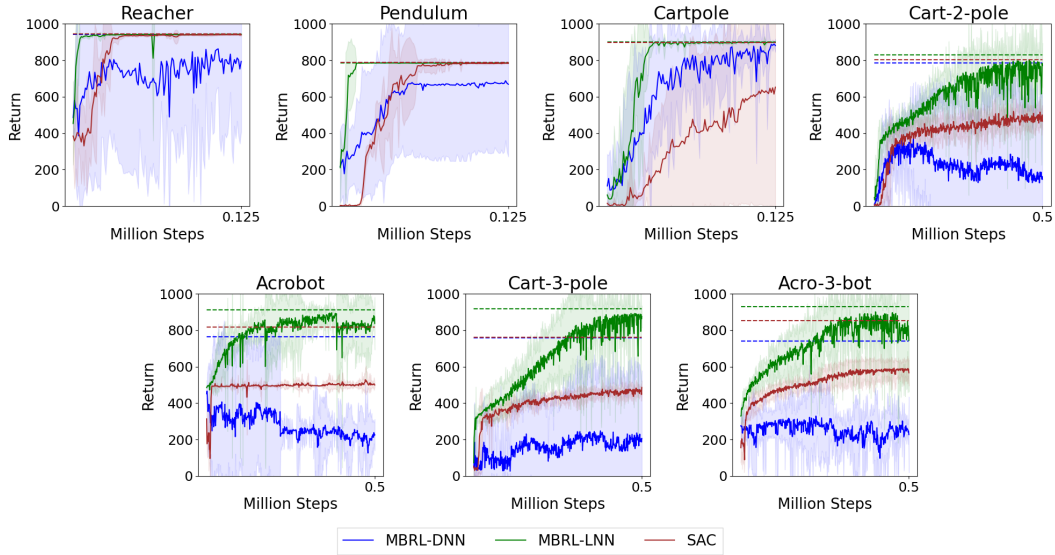 Reacher
Pendulum
Cartpole
Cart-2-pole
1000
800
600
400
200
0
Return
0.125
Million Steps
1000
800
600
400
200
0
Return
0.125
Million Steps
1000
800
600
400
200
0
Return
0.125
Million Steps
1000
800
600
400
200
0
Return
0.5
Million Steps
Acrobot
Cart-3-pole
Acro-3-bot
1000
800
600
400
200
0
Return
0.5
Million Steps
1000
800
600
400
200
0
Return
0.5
Million Steps
1000
800
600
400
200
0
Return
0.5
Million Steps
MBRL-DNN MBRL-LNN SAC